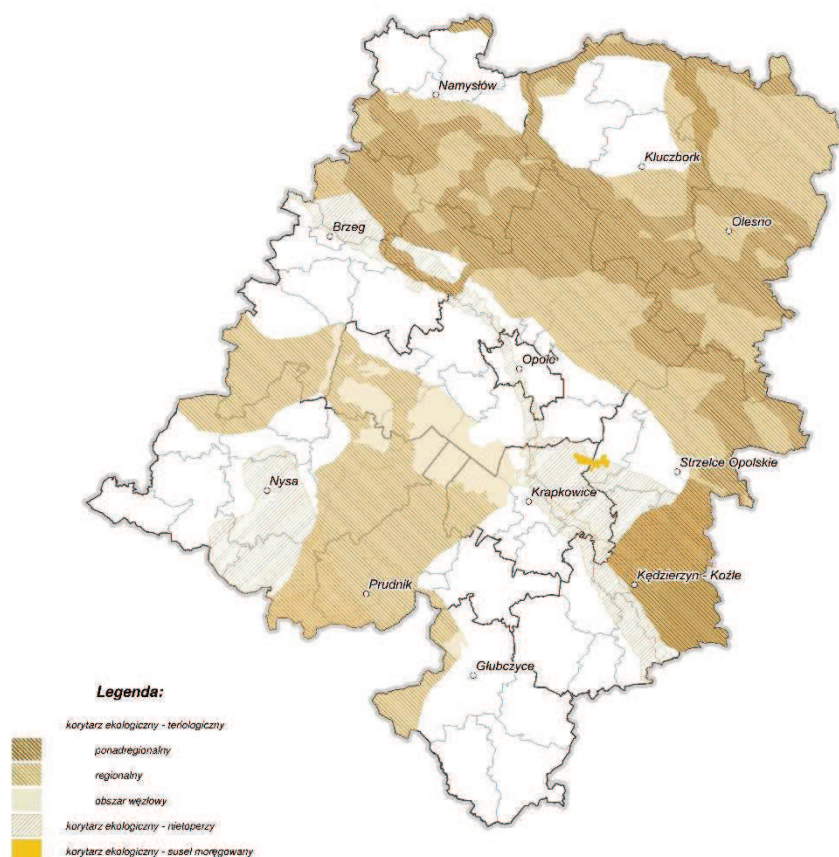 Namysłów
Kluczbork
Olesno
Brzeg
Opole
Strzelce Opolskie
Nysa
Krapkowice
Kędzierzyn - Koźle
Prudnik
Głubczyce
Legenda:
korytarz ekologiczny - teriologiczny
ponadregionalny
regionalny
obszar węzłowy
korytarz ekologiczny - nietoperzy
korytarz ekologiczny - suseł moręgowany